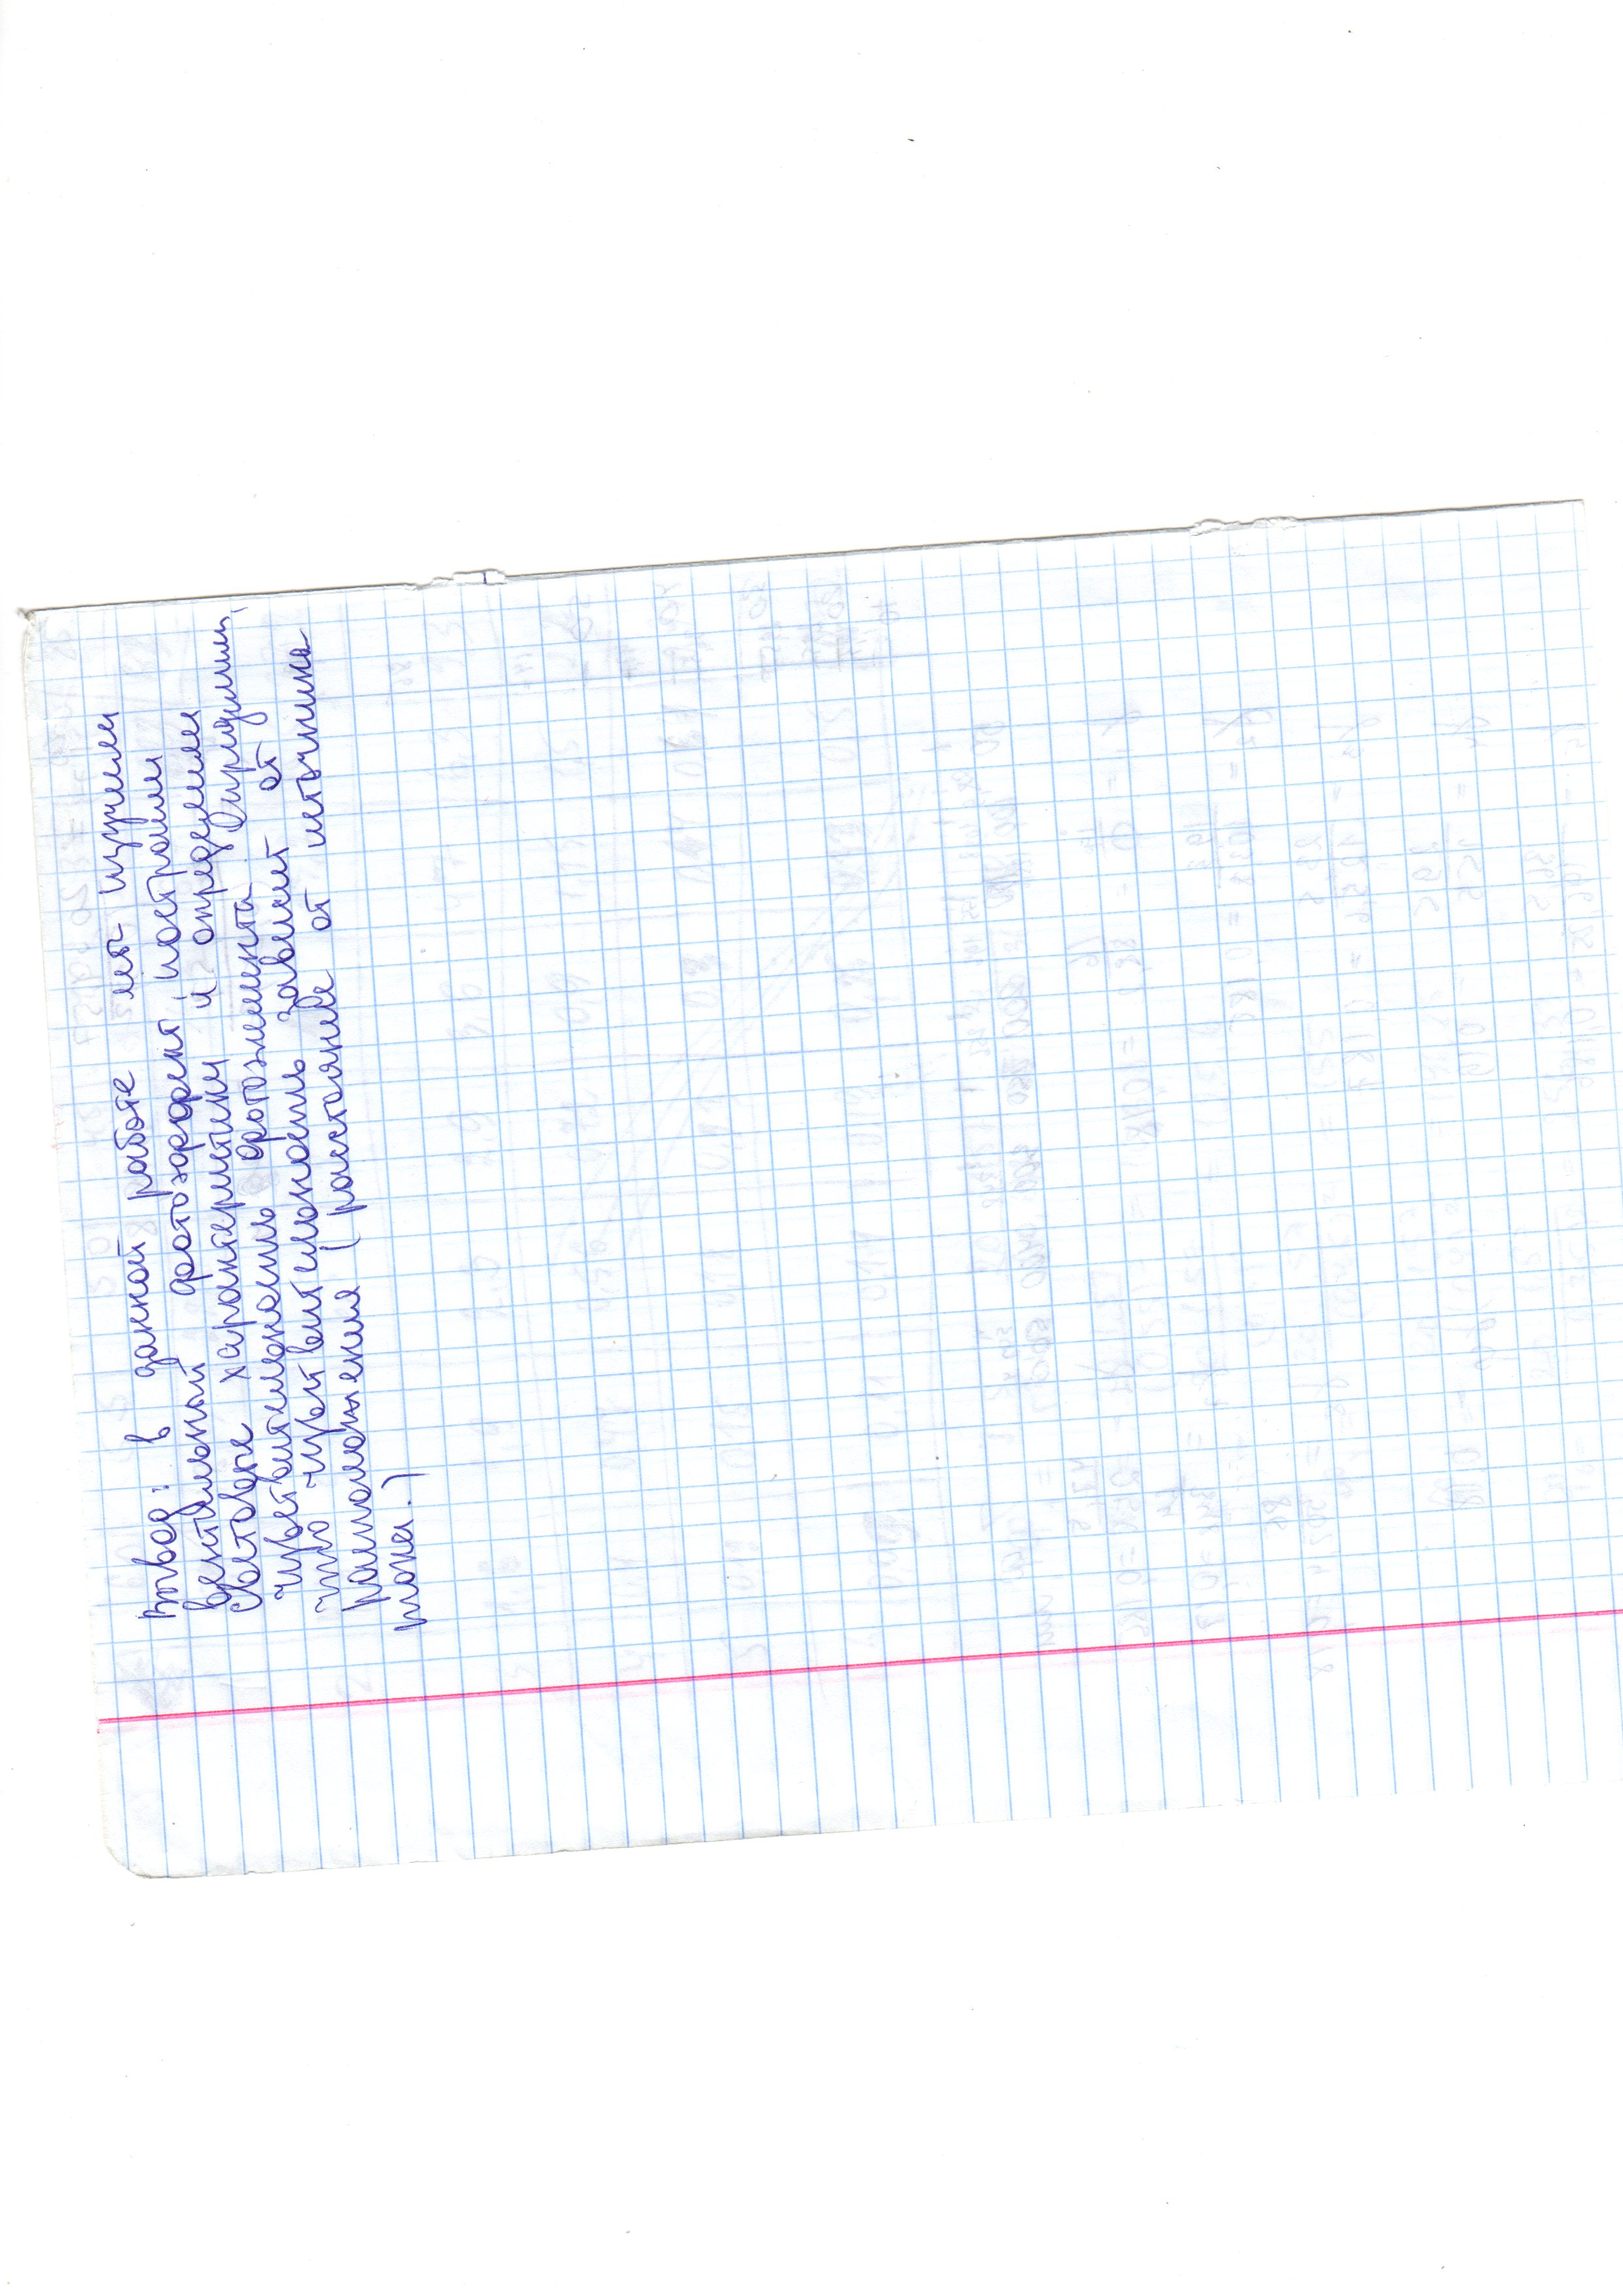 Вывод: в данной работе мы изучили
вентильный фотоэффект, построили
световые характеристики и определили
чувствительность фотоэлемента. Определили,
что чувствительность зависит от
расположения (расстояние от источника
тока.)